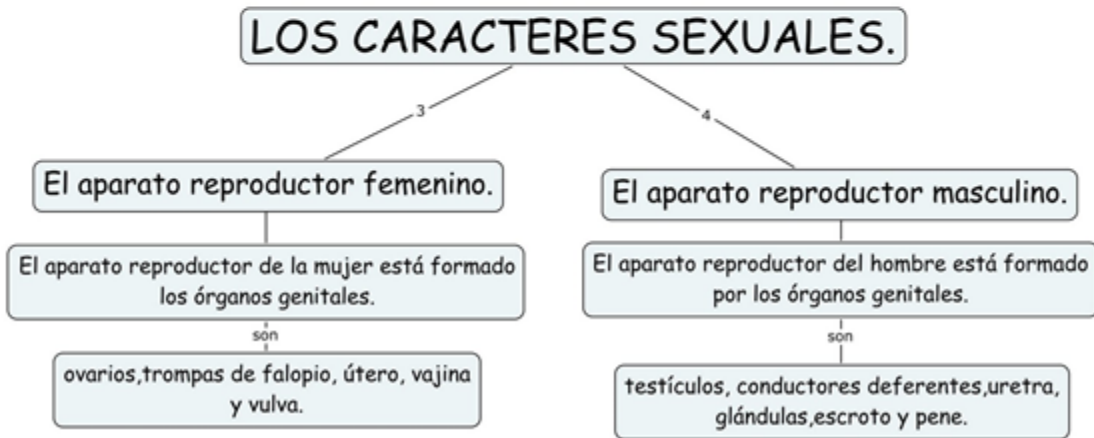 LOS CARACTERES SEXUALES.
3
4
El aparato reproductor femenino.
El aparato reproductor masculino.
El aparato reproductor de la mujer está formado
los órganos genitales.
El aparato reproductor del hombre está formado
por los órganos genitales.
son
son
ovarios,trompas de falopio, útero, vajina
y vulva.
testículos, conductores deferentes,uretra,
glándulas,escroto y pene.